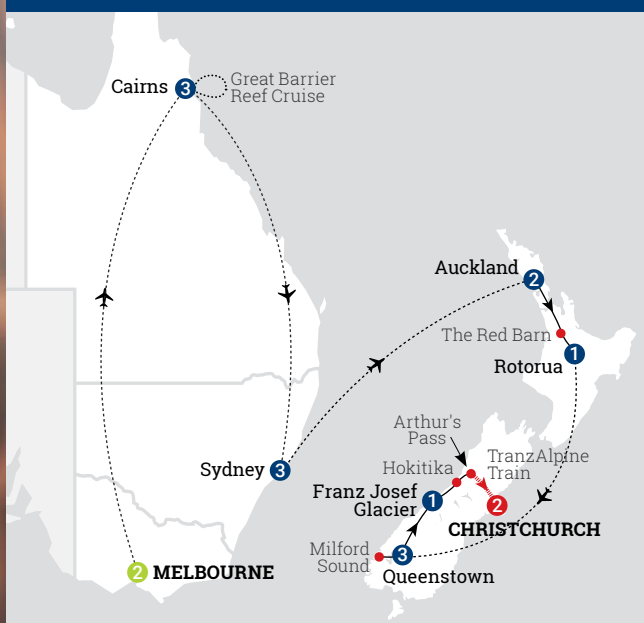 Cairns
3
Great Barrier
Reef Cruise
Auckland
2
The Red Barn
1
Rotorua
Arthur's
Pass
TranzAlpine
Train
Hokitika
Sydney
3
Franz Josef
Glacier
1
2
CHRISTCHURCH
Milford
Sound
3
Queenstown
2
MELBOURNE